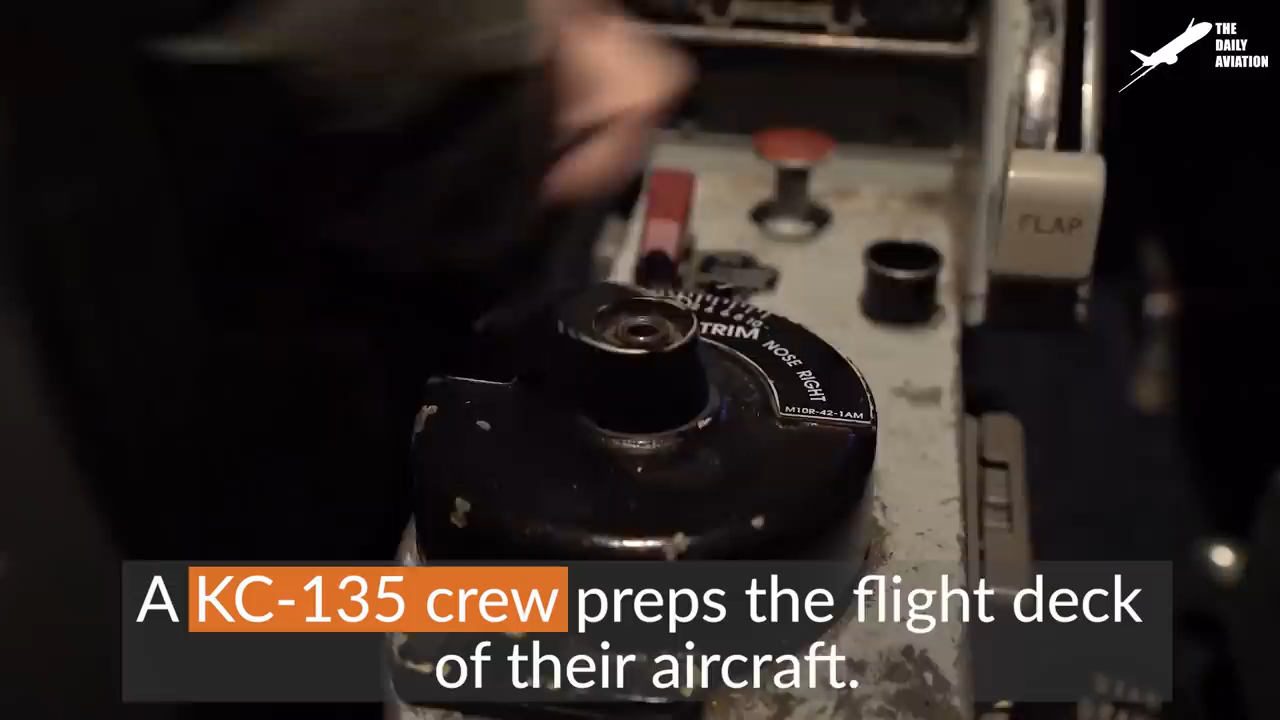 THE
DAILY
AVIATION
FLAP
TRIM
NOSE RIGHT
M10R-42-1AM
A KC-135 crew preps the flight deck
of their aircraft.